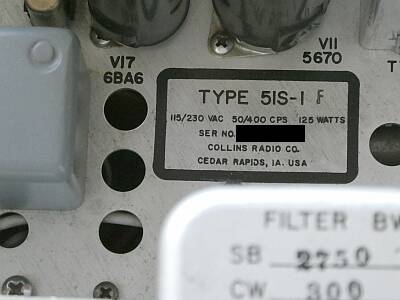 V17
6BA6
V11
5670
T
TYPE 51S-1 F
115/230 VAC 50/400 CPS 125 WATTS
SER NO.
COLLINS RADIO CO.
CEDAR RAPIDS, IA. USA
FILTER BW
SB 2750
CW 300